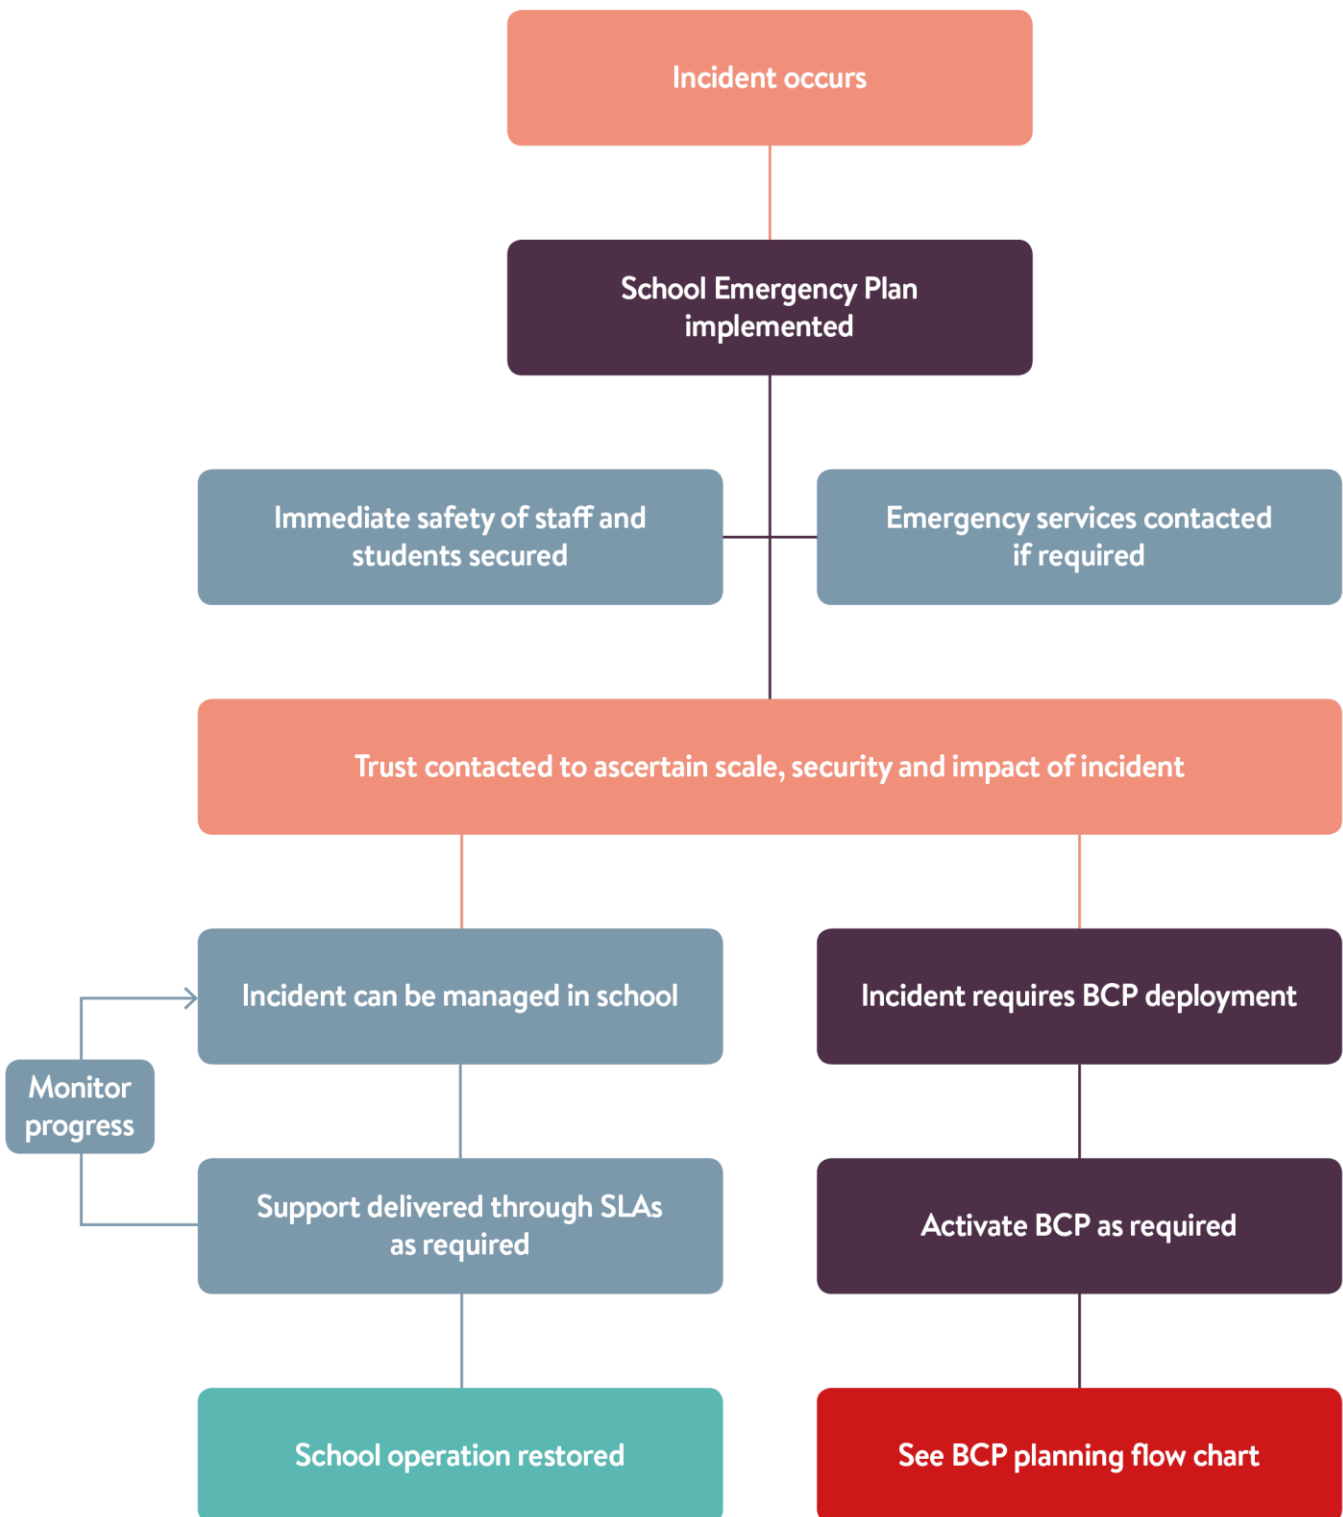 Incident occurs
School Emergency Plan
implemented
Immediate safety of staff and
students secured
Emergency services contacted
if required
Trust contacted to ascertain scale, security and impact of incident
Incident can be managed in school
Incident requires BCP deployment
Monitor
progress
Support delivered through SLAs
as required
Activate BCP as required
School operation restored
See BCP planning flow chart